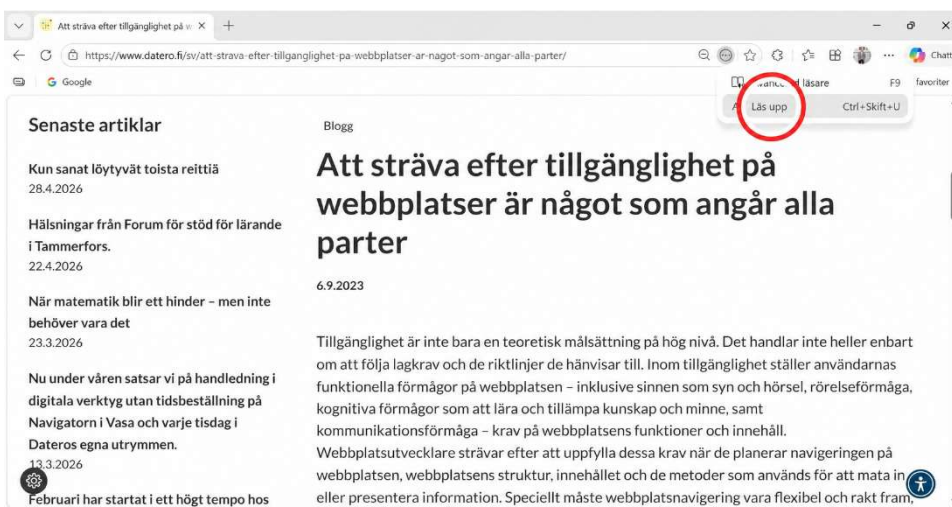 Att sträva efter tillgänglighet på w
https://www.datero.fi/sv/att-strava-efter-tillganglighet-pa-webbplatser-ar-nagot-som-angar-alla-parter/
Chatt
Google
läsare F9
favoriter
Läs upp Ctrl+Skift+U
Senaste artiklar
Kun sanat löytyvät toista reittiä
28.4.2026
Hälsningar från Forum för stöd för lärande
i Tammerfors.
22.4.2026
När matematik blir ett hinder – men inte
behöver vara det
23.3.2026
Nu under våren satsar vi på handledning i
digitala verktyg utan tidsbeställning på
Navigatorn i Vasa och varje tisdag i
Dateros egna utrymmen.
13.3.2026
Februari har startat i ett högt tempo hos
Blogg
Att sträva efter tillgänglighet på
webbplatser är något som angår alla
parter
6.9.2023
Tillgänglighet är inte bara en teoretisk målsättning på hög nivå. Det handlar inte heller enbart
om att följa lagkrav och de riktlinjer de hänvisar till. Inom tillgänglighet ställer användarnas
funktionella förmågor på webbplatsen – inklusive sinnen som syn och hörsel, rörelseförmåga,
kognitiva förmågor som att lära och tillämpa kunskap och minne, samt
kommunikationsförmåga – krav på webbplatsens funktioner och innehåll.
Webbplatsutvecklare strävar efter att uppfylla dessa krav när de planerar navigeringen på
webbplatsen, webbplatsens struktur, innehållet och de metoder som används för att mata in
eller presentera information. Speciellt måste webbplatsnavigering vara flexibel och rakt fram,